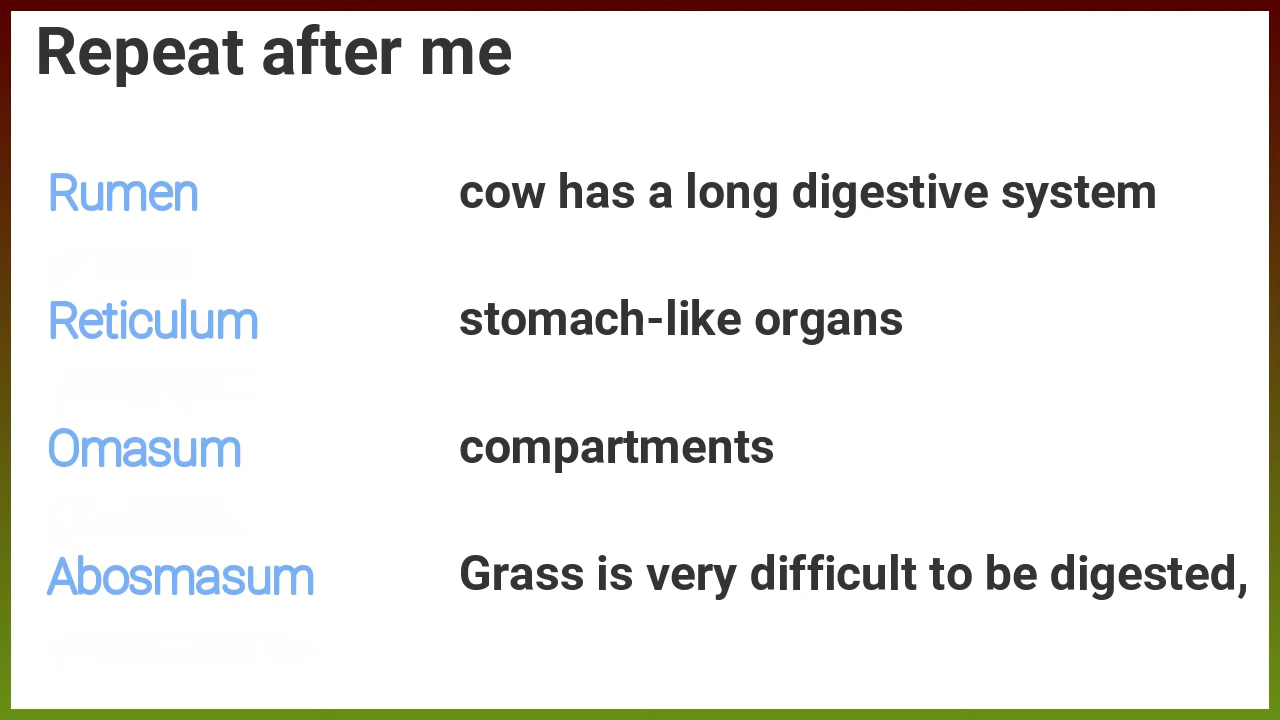 Repeat after me
Rumen
cow has a long digestive system
Reticulum
stomach-like organs
Omasum
compartments
Abosmasum
Grass is very difficult to be digested,